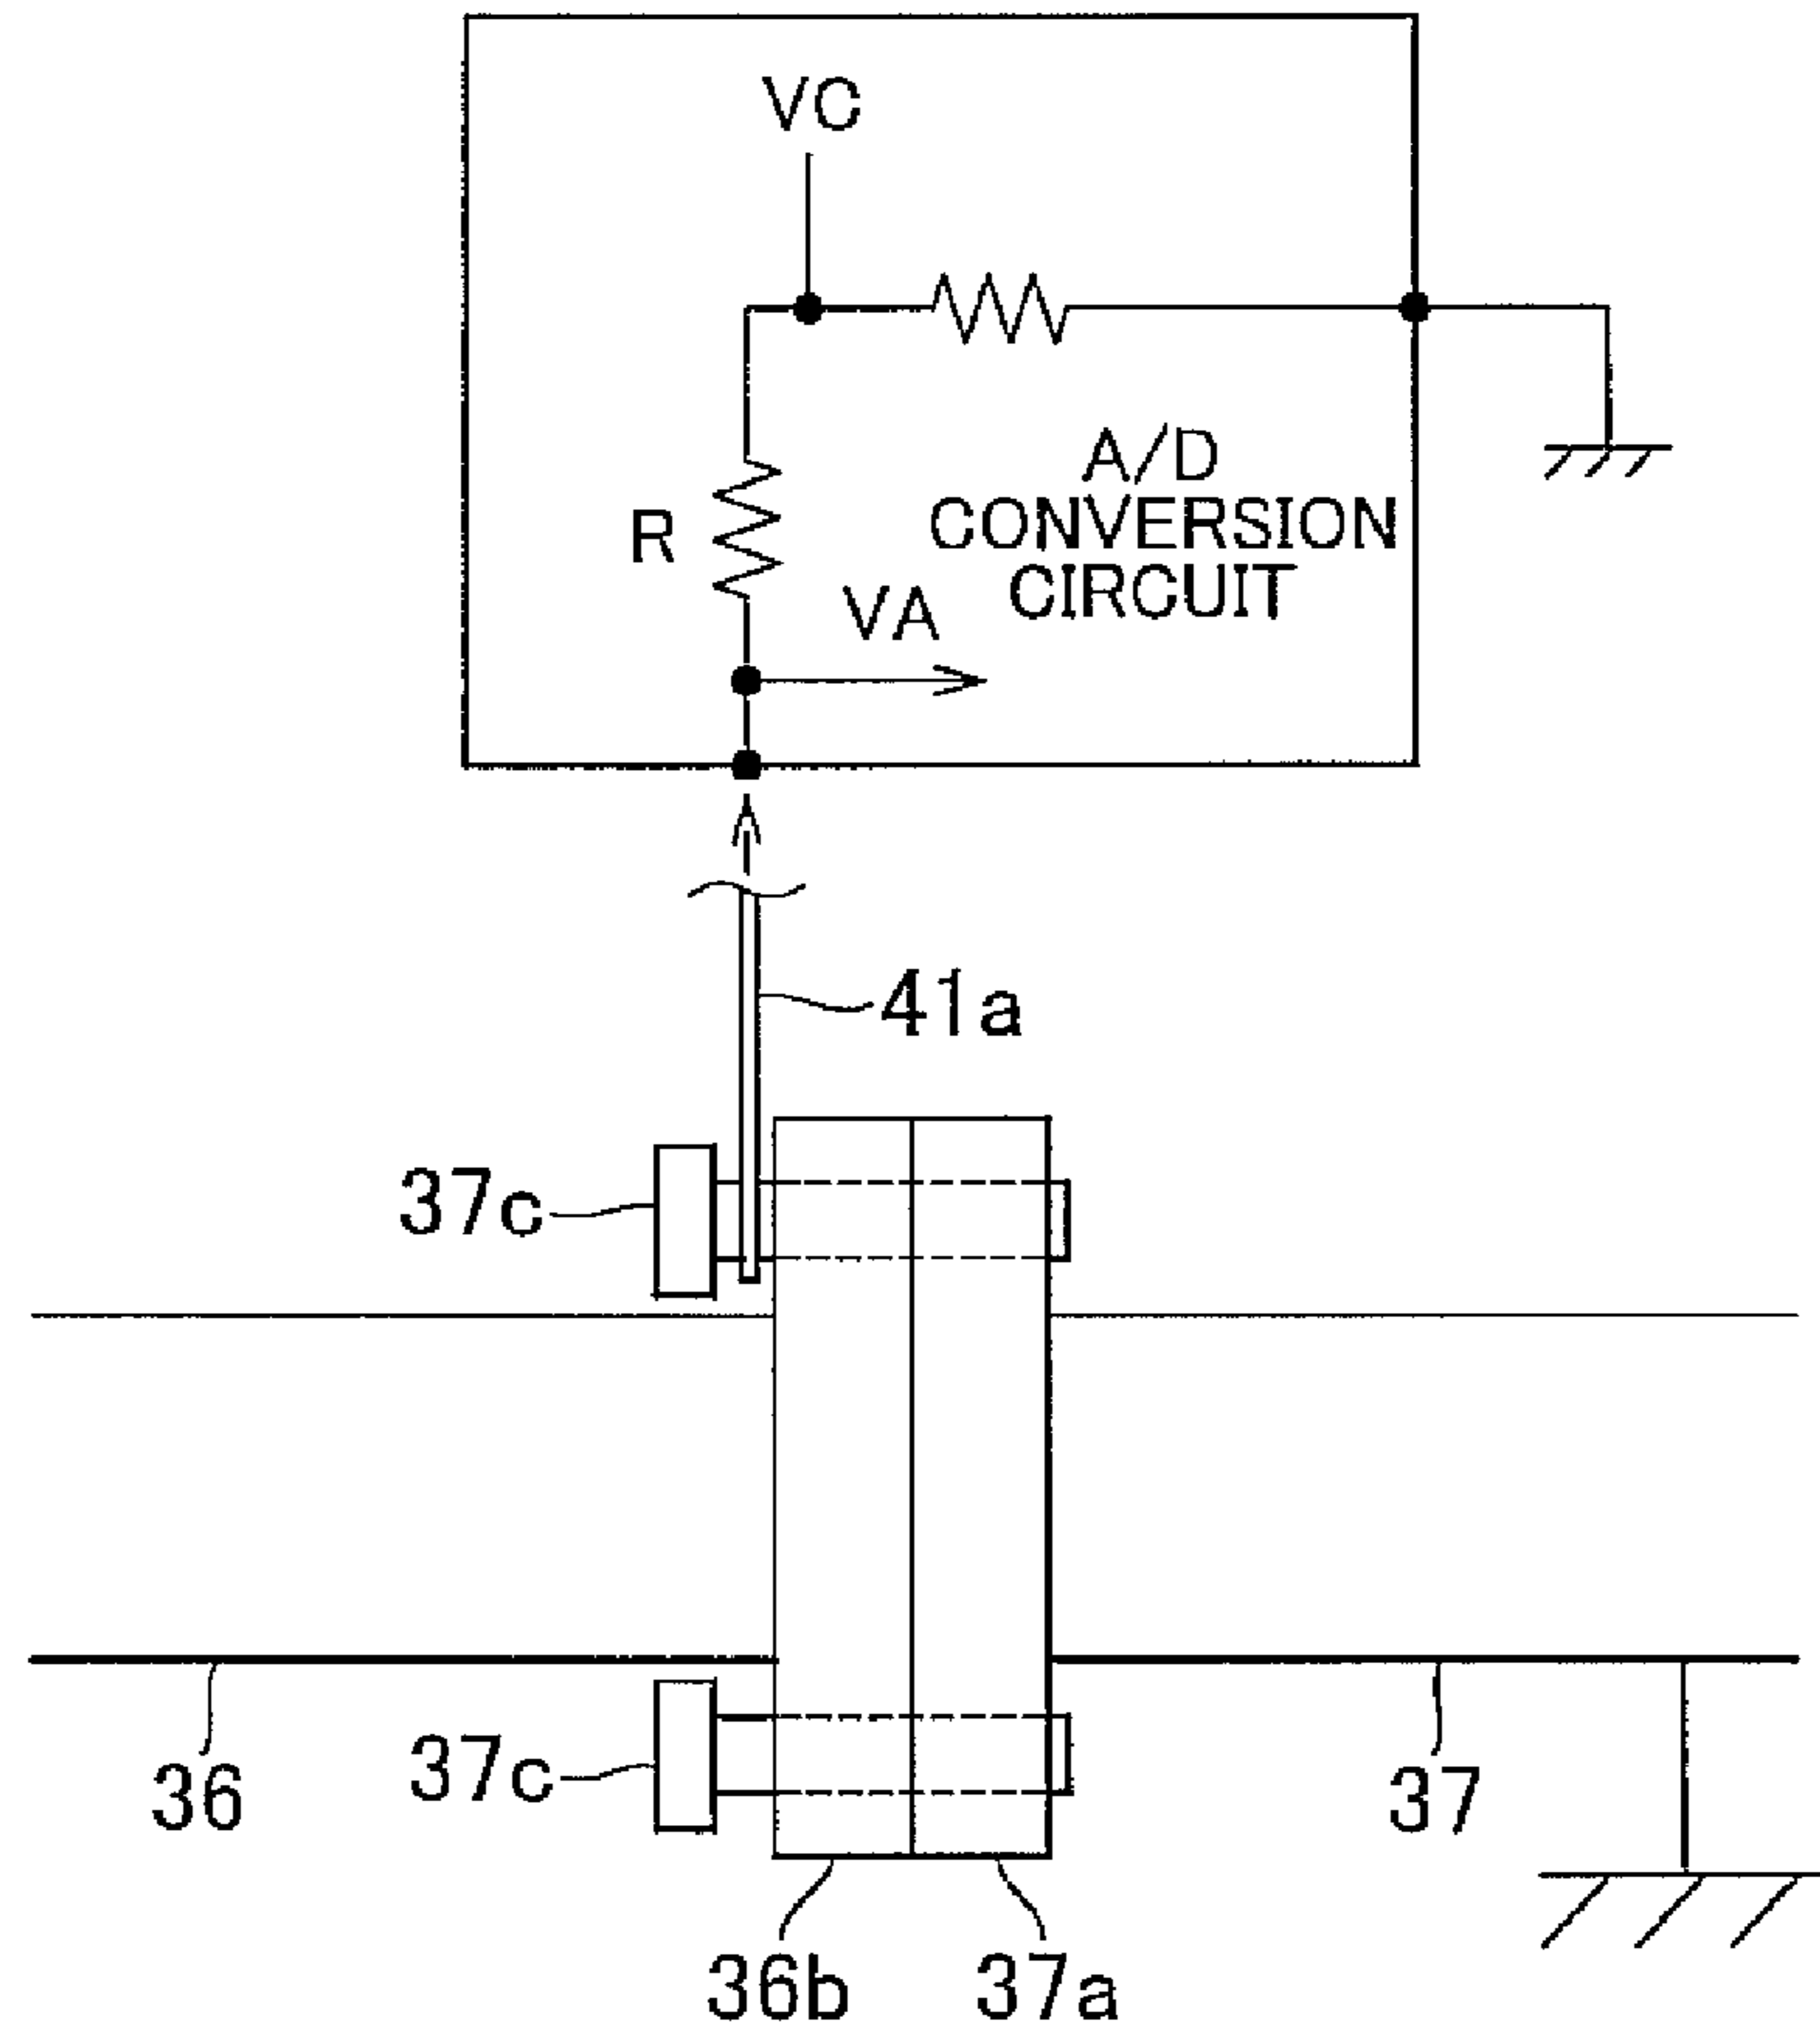 VC
A/D
CONVERSION
CIRCUIT
R
VA
41a
37c
37c
36
37
36b
37a